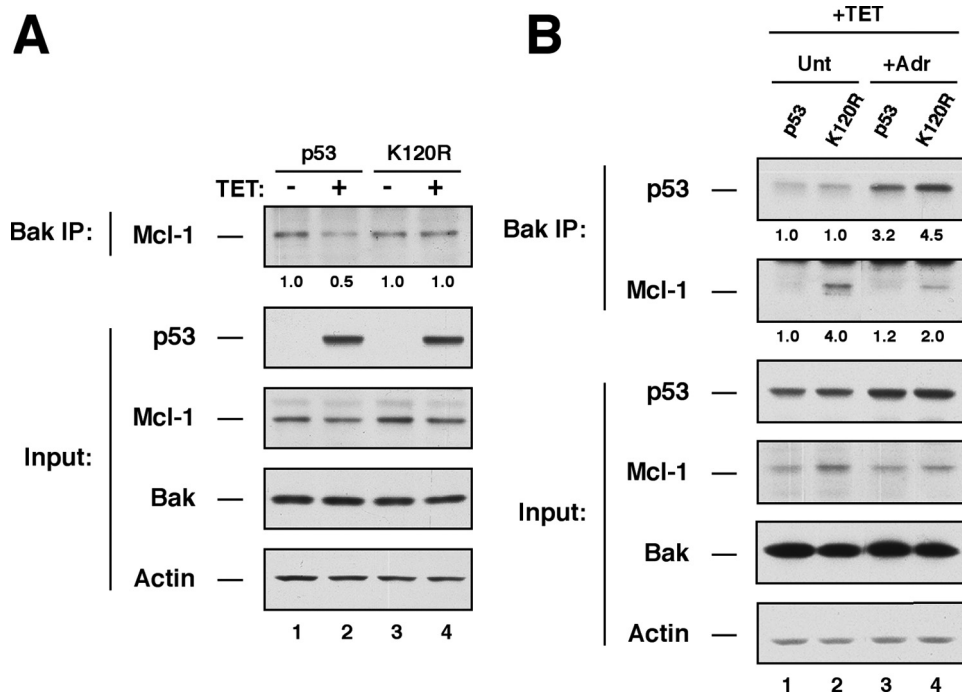 A
p53 K120R
TET: - + - +
Bak IP: Mcl-1
1.0 0.5 1.0 1.0
p53
Mcl-1
Input:
Bak
Actin
1 2 3 4
B
+TET
Unt +Adr
p53 K120R p53 K120R
p53
1.0 1.0 3.2 4.5
Bak IP:
Mcl-1
1.0 4.0 1.2 2.0
p53
Mcl-1
Input:
Bak
Actin
1 2 3 4